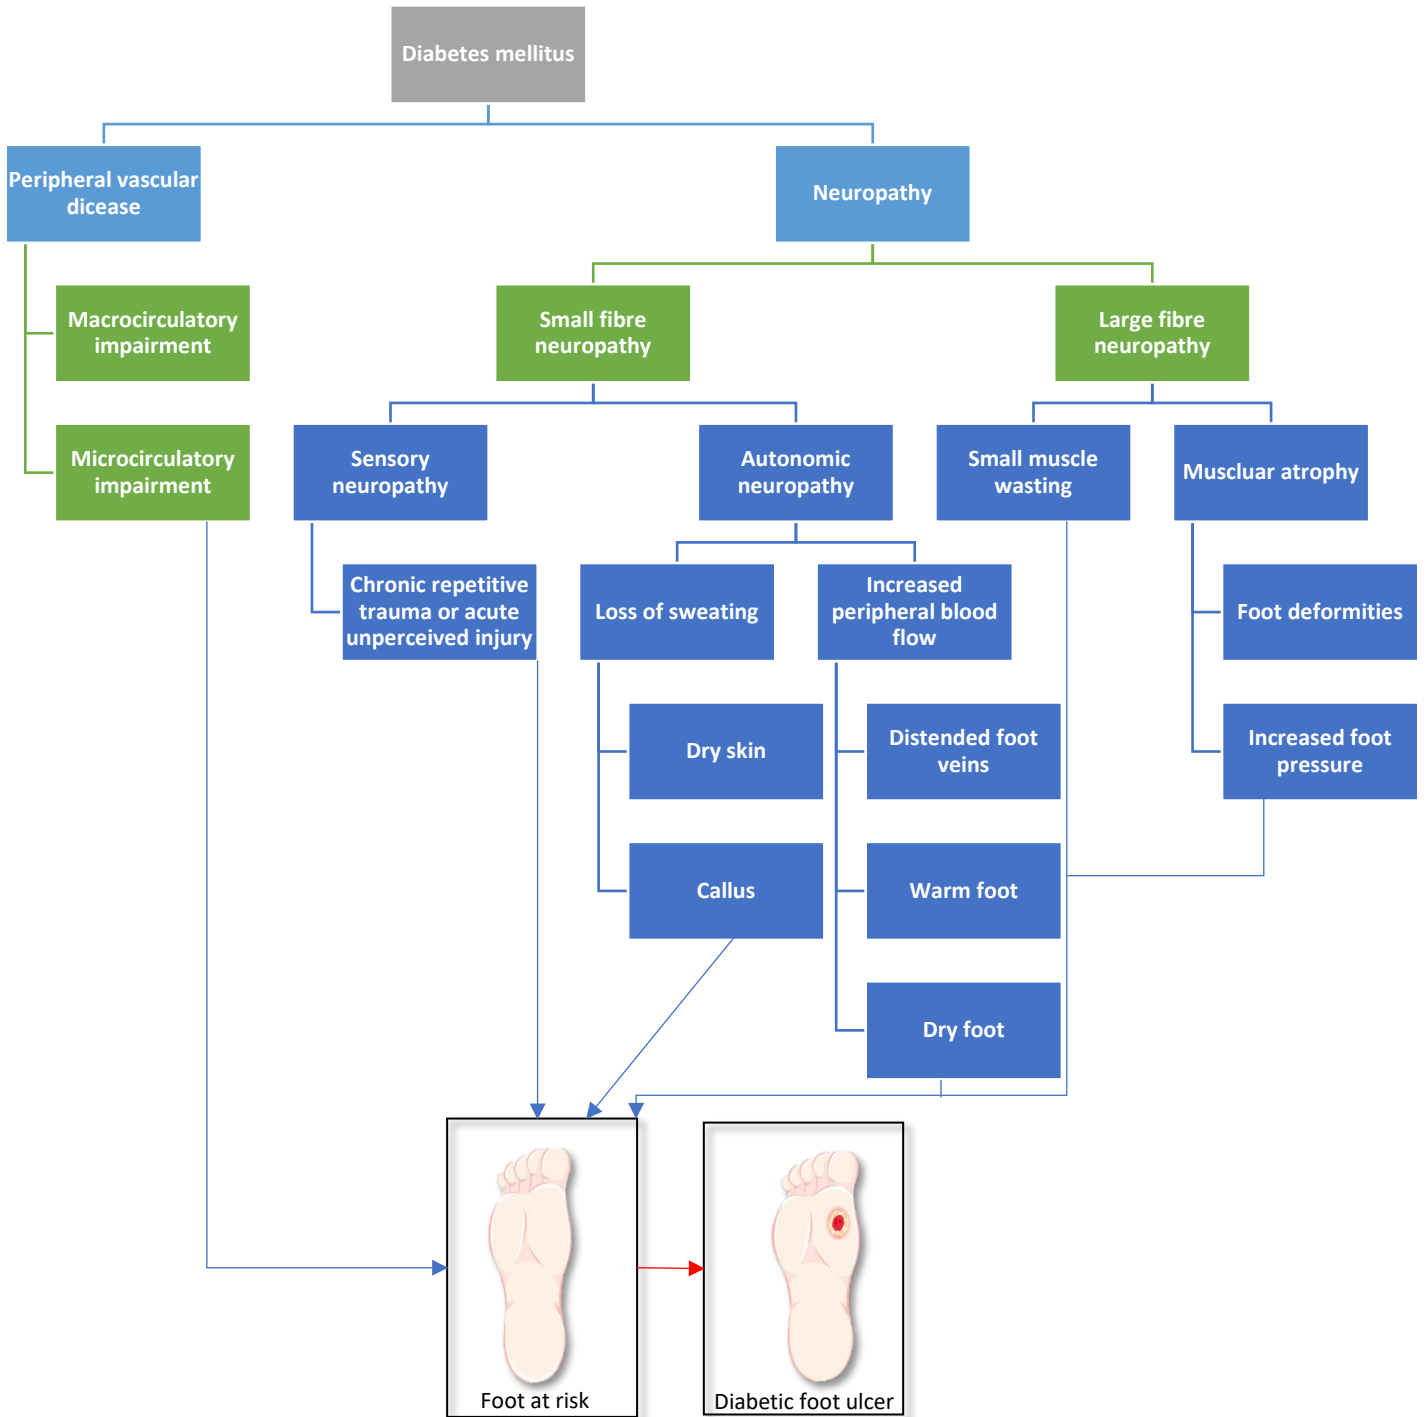 Diabetes mellitus
Peripheral vascular
dicease
Neuropathy
Macrocirculatory
impairment
Small fibre
neuropathy
Large fibre
neuropathy
Microcirculatory
impairment
Sensory
neuropathy
Autonomic
neuropathy
Small muscle
wasting
Muscluar atrophy
Chronic repetitive
trauma or acute
unperceived injury
Loss of sweating
Increased
peripheral blood
flow
Foot deformities
Dry skin
Distended foot
veins
Increased foot
pressure
Callus
Warm foot
Dry foot
Foot at risk
Diabetic foot ulcer